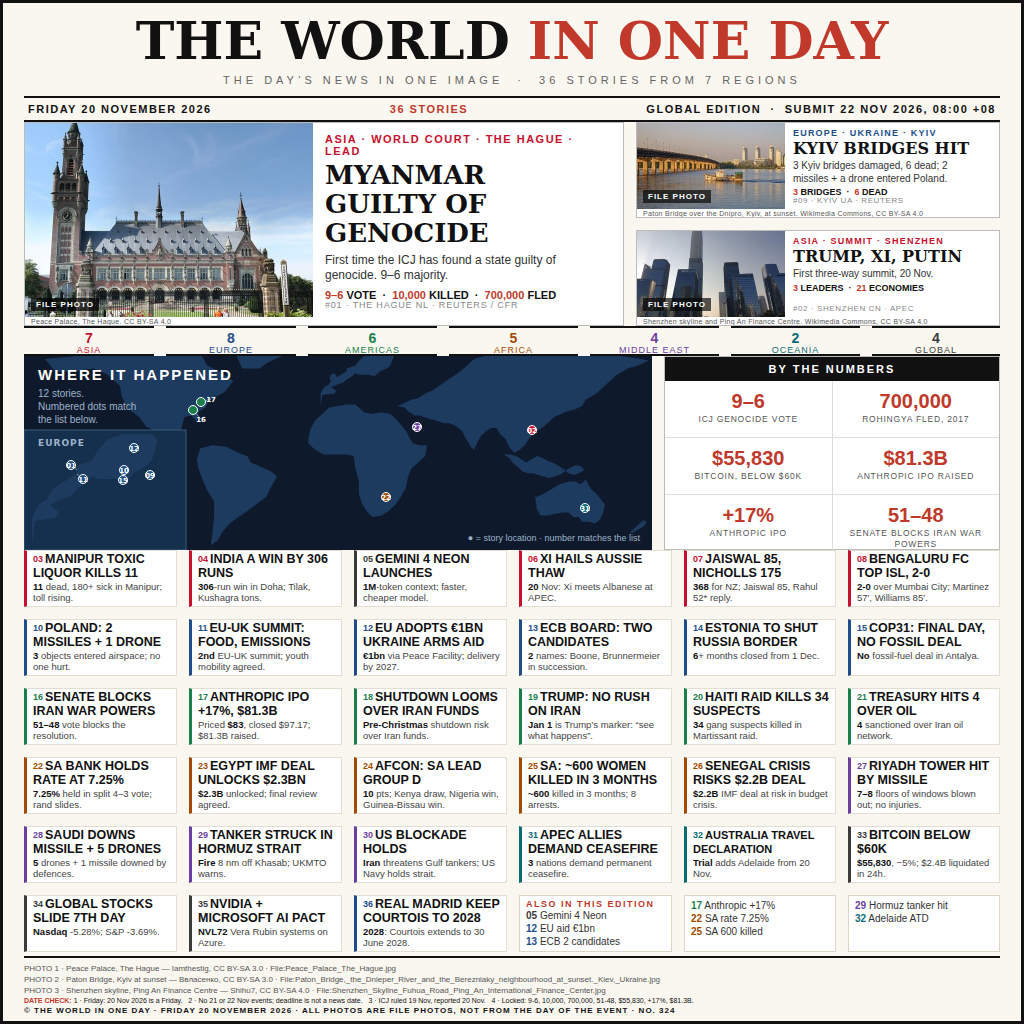 THE WORLD IN ONE DAY
THE DAY'S NEWS IN ONE IMAGE · 36 STORIES FROM 7 REGIONS
FRIDAY 20 NOVEMBER 2026
36 STORIES
GLOBAL EDITION · SUBMIT 22 NOV 2026, 08:00 +08
FILE PHOTO
Peace Palace, The Hague. CC BY-SA 4.0
ASIA · WORLD COURT · THE HAGUE ·
LEAD
MYANMAR
GUILTY OF
GENOCIDE
First time the ICJ has found a state guilty of
genocide. 9–6 majority.
9–6 VOTE · 10,000 KILLED · 700,000 FLED
#01 · THE HAGUE NL · REUTERS / CFR
FILE PHOTO
EUROPE · UKRAINE · KYIV
KYIV BRIDGES HIT
3 Kyiv bridges damaged, 6 dead; 2
missiles + a drone entered Poland.
3 BRIDGES · 6 DEAD
#09 · KYIV UA · REUTERS
Paton Bridge over the Dnipro, Kyiv, at sunset. Wikimedia Commons, CC BY-SA 4.0
FILE PHOTO
ASIA · SUMMIT · SHENZHEN
TRUMP, XI, PUTIN
First three-way summit, 20 Nov.
3 LEADERS · 21 ECONOMIES
#02 · SHENZHEN CN · APEC
Shenzhen skyline and Ping An Finance Centre. Wikimedia Commons, CC BY-SA 4.0
7
ASIA
8
EUROPE
6
AMERICAS
5
AFRICA
4
MIDDLE EAST
2
OCEANIA
4
GLOBAL
WHERE IT HAPPENED
12 stories.
Numbered dots match
the list below.
17
16
27
02
22
31
EUROPE
12
01
11
10
15
09
● = story location · number matches the list
BY THE NUMBERS
9–6
ICJ GENOCIDE VOTE
700,000
ROHINGYA FLED, 2017
$55,830
BITCOIN, BELOW $60K
$81.3B
ANTHROPIC IPO RAISED
+17%
ANTHROPIC IPO
51–48
SENATE BLOCKS IRAN WAR
POWERS
03 MANIPUR TOXIC
LIQUOR KILLS 11
11 dead, 180+ sick in Manipur;
toll rising.
04 INDIA A WIN BY 306
RUNS
306-run win in Doha; Tilak,
Kushagra tons.
05 GEMINI 4 NEON
LAUNCHES
1M-token context; faster,
cheaper model.
06 XI HAILS AUSSIE
THAW
20 Nov: Xi meets Albanese at
APEC.
07 JAISWAL 85,
NICHOLLS 175
368 for NZ; Jaiswal 85, Rahul
52* reply.
08 BENGALURU FC
TOP ISL, 2-0
2-0 over Mumbai City; Martinez
57', Williams 85'.
10 POLAND: 2
MISSILES + 1 DRONE
3 objects entered airspace; no
one hurt.
11 EU-UK SUMMIT:
FOOD, EMISSIONS
2nd EU-UK summit; youth
mobility agreed.
12 EU ADOPTS €1BN
UKRAINE ARMS AID
€1bn via Peace Facility; delivery
by 2027.
13 ECB BOARD: TWO
CANDIDATES
2 names: Boone, Brunnermeier
in succession.
14 ESTONIA TO SHUT
RUSSIA BORDER
6+ months closed from 1 Dec.
15 COP31: FINAL DAY,
NO FOSSIL DEAL
No fossil-fuel deal in Antalya.
16 SENATE BLOCKS
IRAN WAR POWERS
51–48 vote blocks the
resolution.
17 ANTHROPIC IPO
+17%, $81.3B
Priced $83, closed $97.17;
$81.3B raised.
18 SHUTDOWN LOOMS
OVER IRAN FUNDS
Pre-Christmas shutdown risk
over Iran funds.
19 TRUMP: NO RUSH
ON IRAN
Jan 1 is Trump's marker: “see
what happens”.
20 HAITI RAID KILLS 34
SUSPECTS
34 gang suspects killed in
Martissant raid.
21 TREASURY HITS 4
OVER OIL
4 sanctioned over Iran oil
network.
22 SA BANK HOLDS
RATE AT 7.25%
7.25% held in split 4–3 vote;
rand slides.
23 EGYPT IMF DEAL
UNLOCKS $2.3BN
$2.3B unlocked; final review
agreed.
24 AFCON: SA LEAD
GROUP D
10 pts; Kenya draw, Nigeria win,
Guinea-Bissau win.
25 SA: ~600 WOMEN
KILLED IN 3 MONTHS
~600 killed in 3 months; 8
arrests.
26 SENEGAL CRISIS
RISKS $2.2B DEAL
$2.2B IMF deal at risk in budget
crisis.
27 RIYADH TOWER HIT
BY MISSILE
7–8 floors of windows blown
out; no injuries.
28 SAUDI DOWNS
MISSILE + 5 DRONES
5 drones + 1 missile downed by
defences.
29 TANKER STRUCK IN
HORMUZ STRAIT
Fire 8 nm off Khasab; UKMTO
warns.
30 US BLOCKADE
HOLDS
Iran threatens Gulf tankers; US
Navy holds strait.
31 APEC ALLIES
DEMAND CEASEFIRE
3 nations demand permanent
ceasefire.
32 AUSTRALIA TRAVEL
DECLARATION
Trial adds Adelaide from 20
Nov.
33 BITCOIN BELOW
$60K
$55,830, −5%; $2.4B liquidated
in 24h.
34 GLOBAL STOCKS
SLIDE 7TH DAY
Nasdaq -5.28%; S&P -3.69%.
35 NVIDIA +
MICROSOFT AI PACT
NVL72 Vera Rubin systems on
Azure.
36 REAL MADRID KEEP
COURTOIS TO 2028
2028: Courtois extends to 30
June 2028.
ALSO IN THIS EDITION
05 Gemini 4 Neon
12 EU aid €1bn
13 ECB 2 candidates
17 Anthropic +17%
22 SA rate 7.25%
25 SA 600 killed
29 Hormuz tanker hit
32 Adelaide ATD
PHOTO 1 · Peace Palace, The Hague — lamthestig, CC BY-SA 3.0 · File:Peace_Palace_The_Hague.jpg
PHOTO 2 · Paton Bridge, Kyiv at sunset — ВAласенко, CC BY-SA 3.0 · File:Paton_Bridge,_the_Dnieper_River_and_the_Berezniaky_neighbourhood_at_sunset._Kiev,_Ukraine.jpg
PHOTO 3 · Shenzhen skyline, Ping An Finance Centre — Shihu7, CC BY-SA 4.0 · File:Shenzhen_Skyline_Fuhua_Road_Ping_An_International_Finance_Center.jpg
DATE CHECK: 1 · Friday: 20 Nov 2026 is a Friday. 2 · No 21 or 22 Nov events; deadline is not a news date. 3 · ICJ ruled 19 Nov, reported 20 Nov. 4 · Locked: 9-6, 10,000, 700,000, 51-48, $55,830, +17%, $81.3B.
© THE WORLD IN ONE DAY · FRIDAY 20 NOVEMBER 2026 · ALL PHOTOS ARE FILE PHOTOS, NOT FROM THE DAY OF THE EVENT · NO. 324